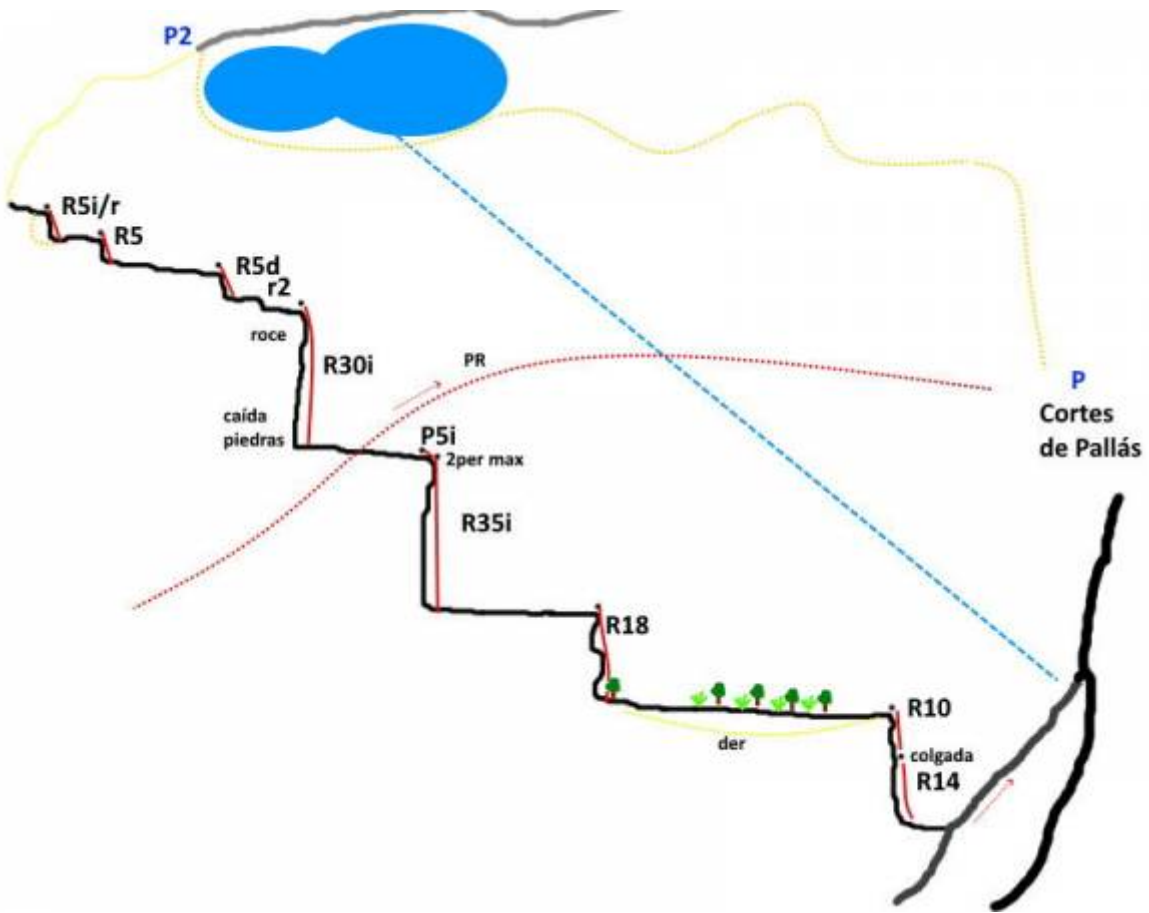 P2
R5i/r
R5
R5d
r2
roce
R30i
PR
P
Cortes
de Pallás
caída
piedras
P5i
2per max
R35i
R18
R10
der
colgada
R14